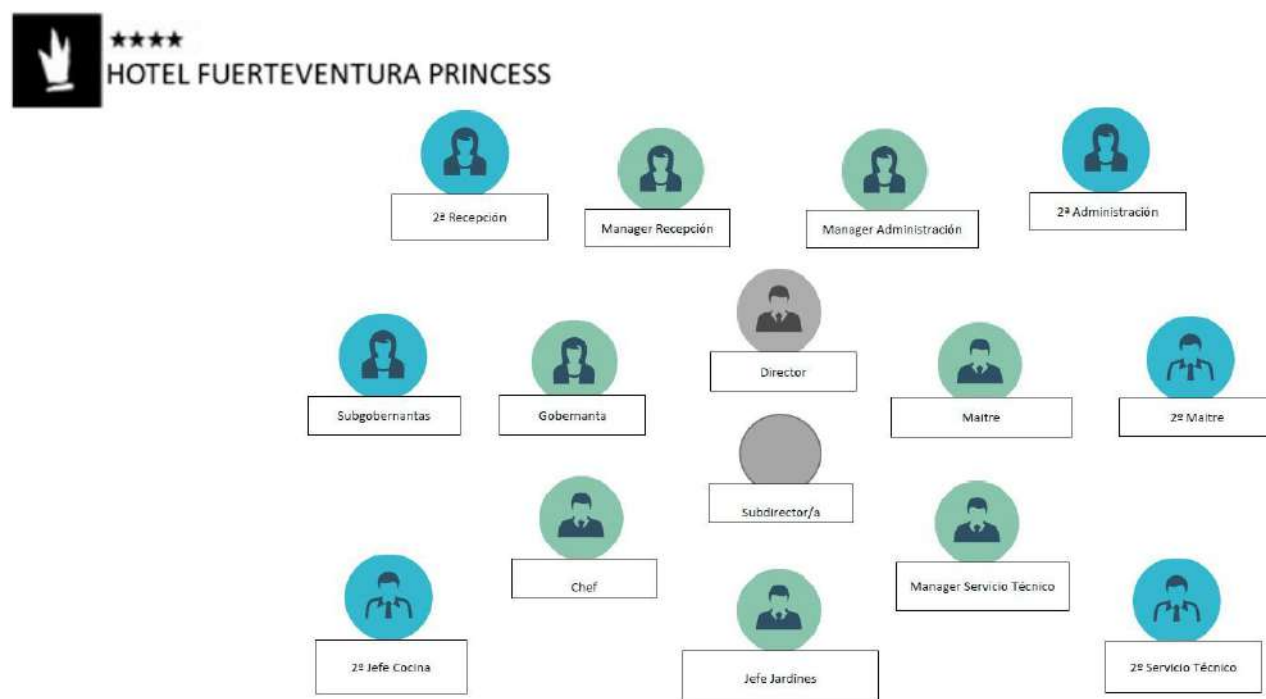 ★★★★
HOTEL FUERTEVENTURA PRINCESS
2ª Recepción
Manager Recepción
Manager Administración
2ª Administración
Director
Subgobernantas
Gobernanta
Maitre
2º Maitre
Subdirector/a
Chef
Manager Servicio Técnico
2º Jefe Cocina
Jefe Jardines
2º Servicio Técnico